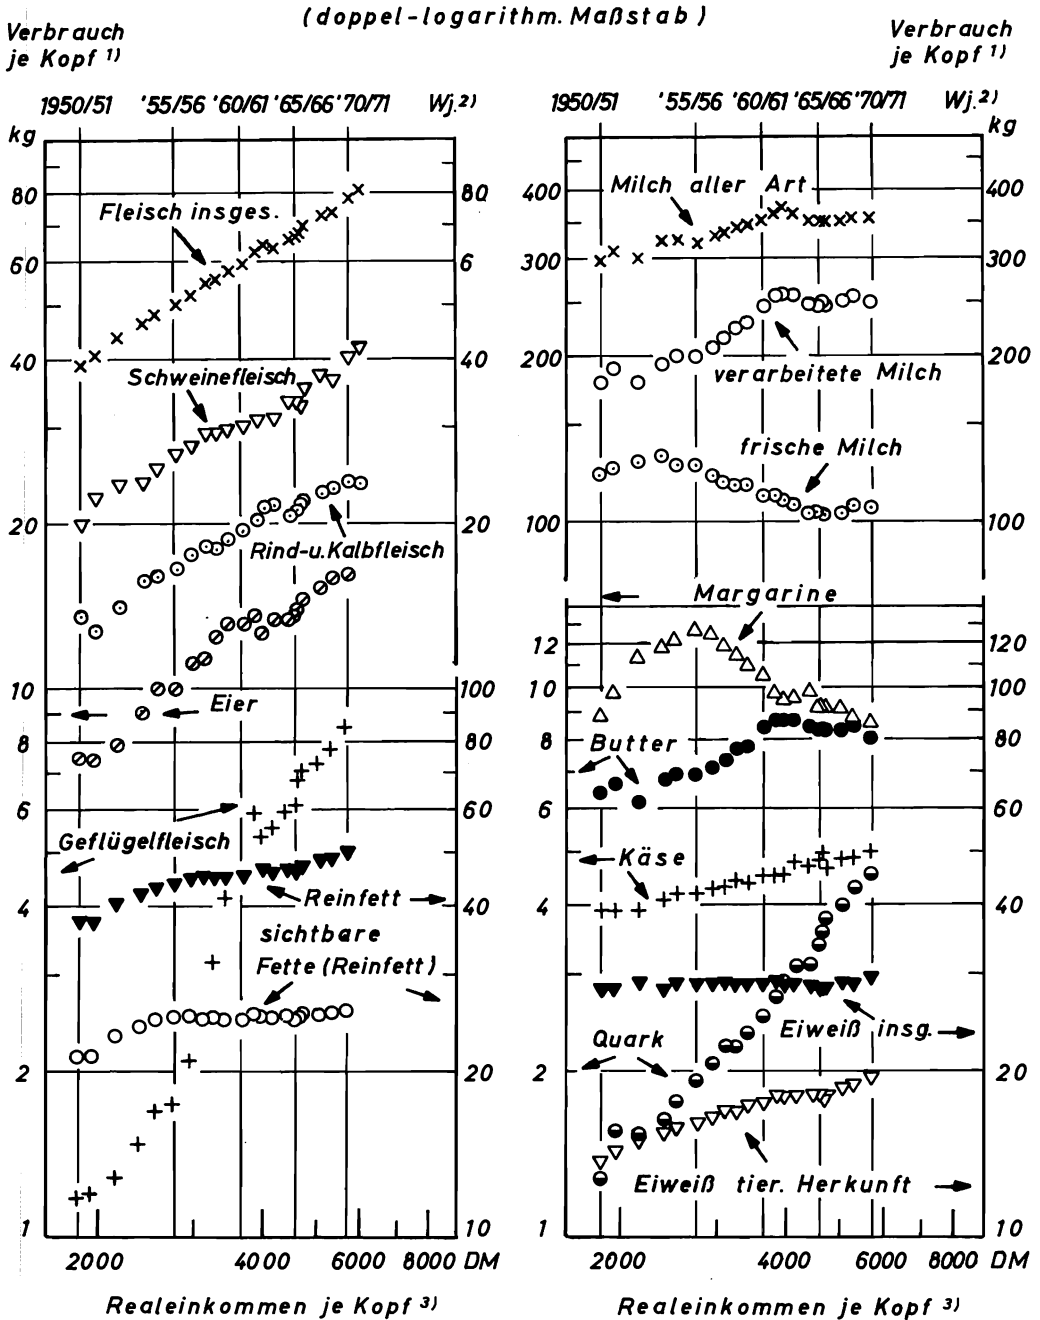 (doppel-logarithm. Maßstab)
Verbrauch
je Kopf 1)
Verbrauch
je Kopf 1)
1950/51 '55/56 '60/61 '65/66 '70/71 Wj.2)
kg
80
60
40
20
10
8
6
4
2
1
80
6
40
20
100
80
60
40
20
10
Fleisch insges.
Schweinefleisch
Rind-u. Kalbfleisch
Eier
Geflügelfleisch
Reinfett
sichtbare
Fette (Reinfett)
2000 4000 6000 8000 DM
Realeinkommen je Kopf 3)
1950/51 '55/56 '60/61 '65/66 '70/71 Wj.2)
kg
400
300
200
100
12
10
8
6
4
2
1
400
300
200
100
120
100
80
60
40
20
10
Milch aller Art
verarbeitete Milch
frische Milch
Margarine
Butter
Käse
Eiweiß insg.
Quark
Eiweiß tier. Herkunft
2000 4000 6000 8000 DM
Realeinkommen je Kopf 3)